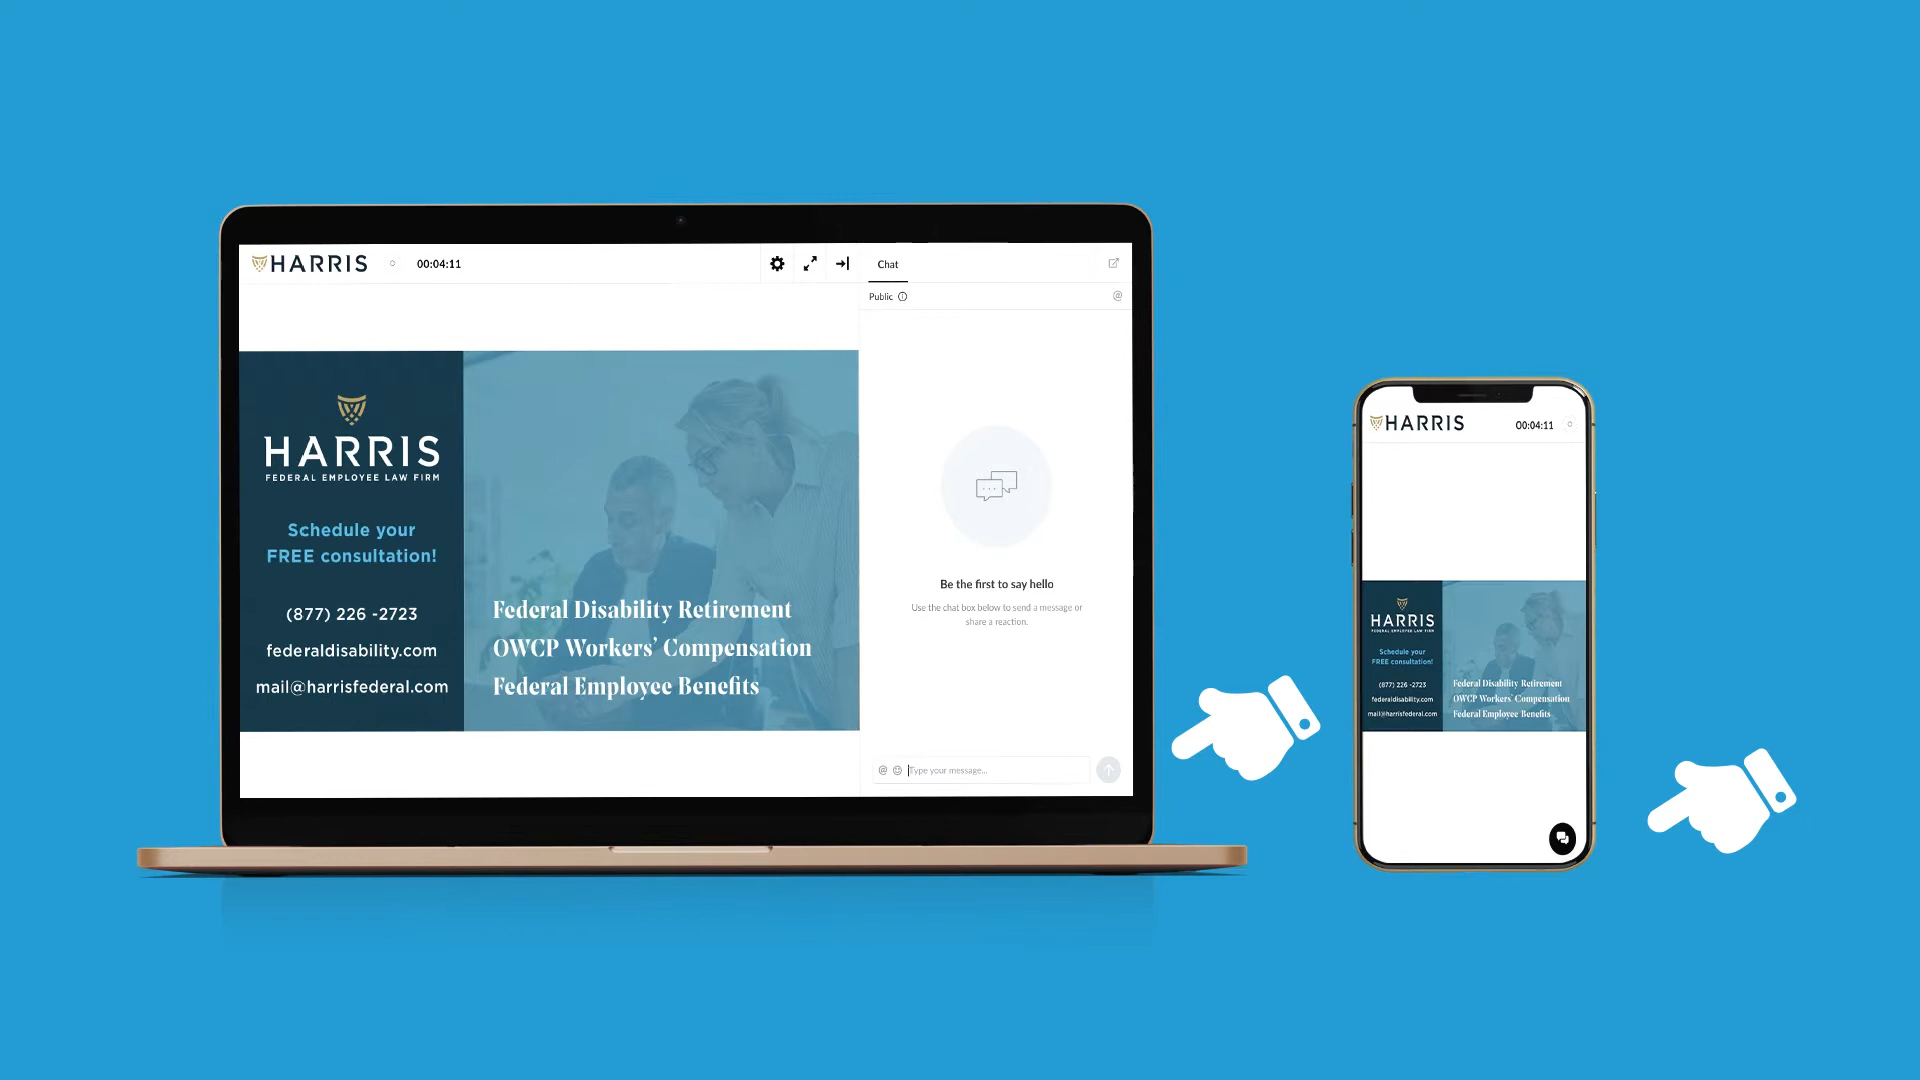 HARRIS
00:04:11
Chat
Public
HARRIS
FEDERAL EMPLOYEE LAW FIRM
Schedule your
FREE consultation!
(877) 226 -2723
federaldisability.com
mail@harrisfederal.com
Federal Disability Retirement
OWCP Workers’ Compensation
Federal Employee Benefits
Be the first to say hello
Use the chat box below to send a message or
share a reaction.
@
Type your message...
HARRIS
00:04:11
HARRIS
FEDERAL EMPLOYEE LAW FIRM
Schedule your
FREE consultation!
(877) 226 -2723
federaldisability.com
mail@harrisfederal.com
Federal Disability Retirement
OWCP Workers’ Compensation
Federal Employee Benefits